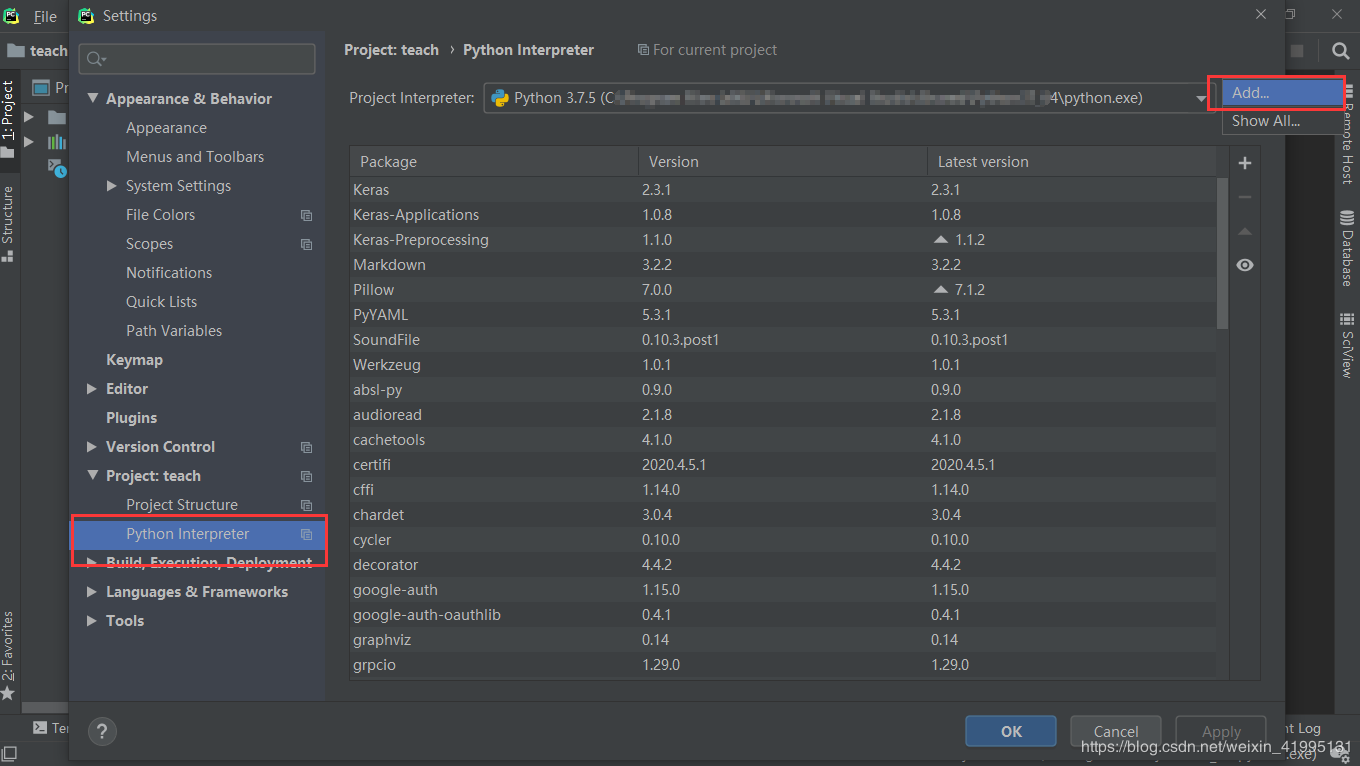 File
Settings
teach
Project: teach › Python Interpreter For current project
Project Interpreter: Python 3.7.5 (C 4\python.exe)
Add...
Show All...
1: Project
Structure
2: Favorites
Appearance & Behavior
Appearance
Menus and Toolbars
System Settings
File Colors
Scopes
Notifications
Quick Lists
Path Variables
Keymap
Editor
Plugins
Version Control
Project: teach
Project Structure
Python Interpreter
Build, Execution, Deployment
Languages & Frameworks
Tools
Package Version Latest version
Keras 2.3.1 2.3.1
Keras-Applications 1.0.8 1.0.8
Keras-Preprocessing 1.1.0 1.1.2
Markdown 3.2.2 3.2.2
Pillow 7.0.0 7.1.2
PyYAML 5.3.1 5.3.1
SoundFile 0.10.3.post1 0.10.3.post1
Werkzeug 1.0.1 1.0.1
absl-py 0.9.0 0.9.0
audioread 2.1.8 2.1.8
cachetools 4.1.0 4.1.0
certifi 2020.4.5.1 2020.4.5.1
cffi 1.14.0 1.14.0
chardet 3.0.4 3.0.4
cycler 0.10.0 0.10.0
decorator 4.4.2 4.4.2
google-auth 1.15.0 1.15.0
google-auth-oauthlib 0.4.1 0.4.1
graphviz 0.14 0.14
grpcio 1.29.0 1.29.0
Remote Host
Database
SciView
?
OK
Cancel
Apply
Te
nt Log
https://blog.csdn.net/weixin_41995131
.exe)